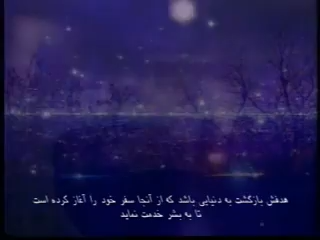 هدفش بازگشت به دنیایی باشد که از آنجا سفر خود را آغاز کرده است
تا به بشر خدمت نماید